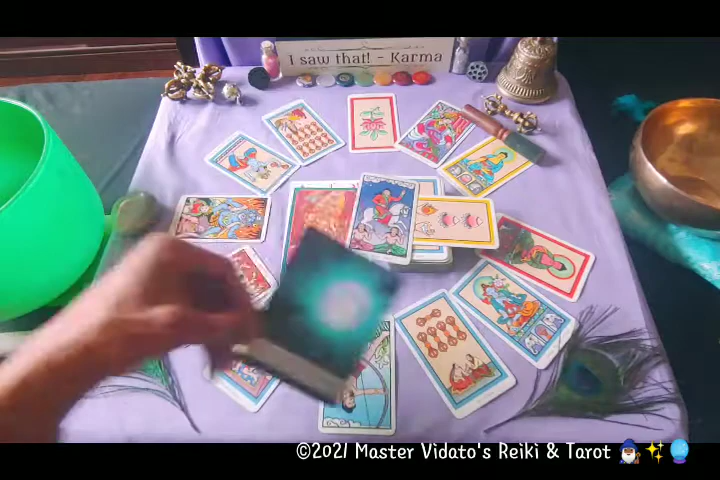 I saw that! - Karma
©2021 Master Vidato's Reiki & Tarot 🧙‍♂️✨🔮